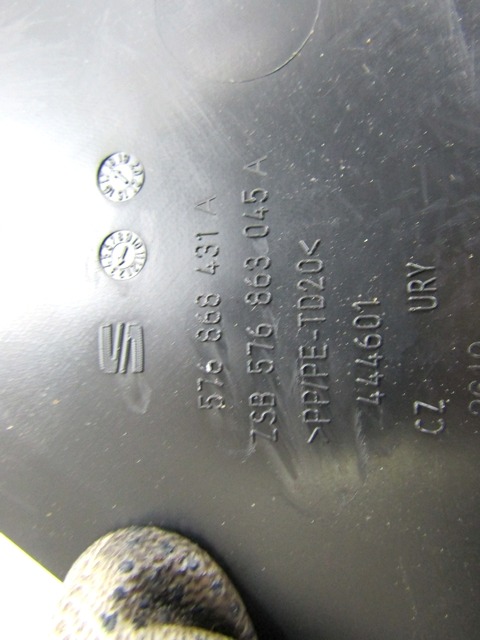 576 868 431 A
ZSB 576 863 045 A
>PP/PE-TD20<
444601
CZ URY